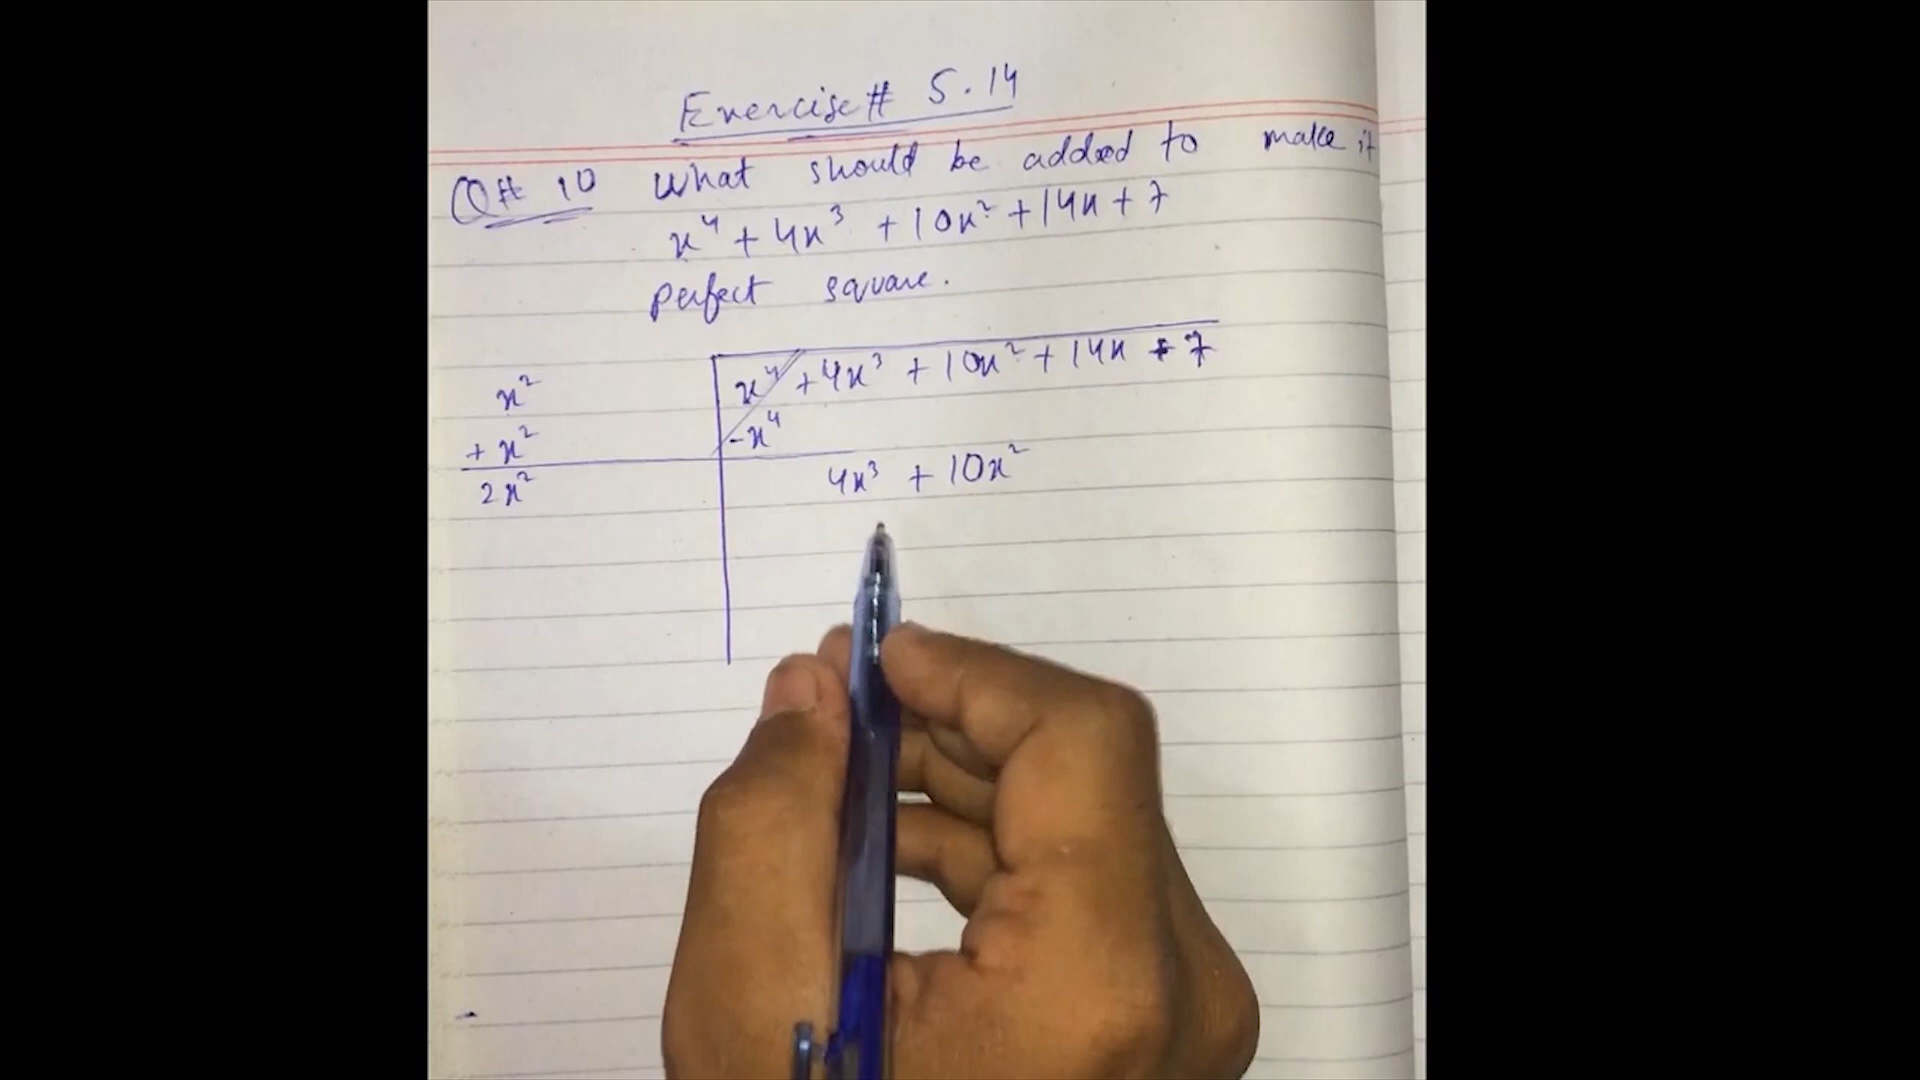 Exercise# 5.14
Q# 10 What should be added to make it
x⁴ + 4x³ + 10x² + 14x + 7
perfect square.
x² x⁴ + 4x³ + 10x² + 14x + 7
+ x² - x⁴
2x² 4x³ + 10x²